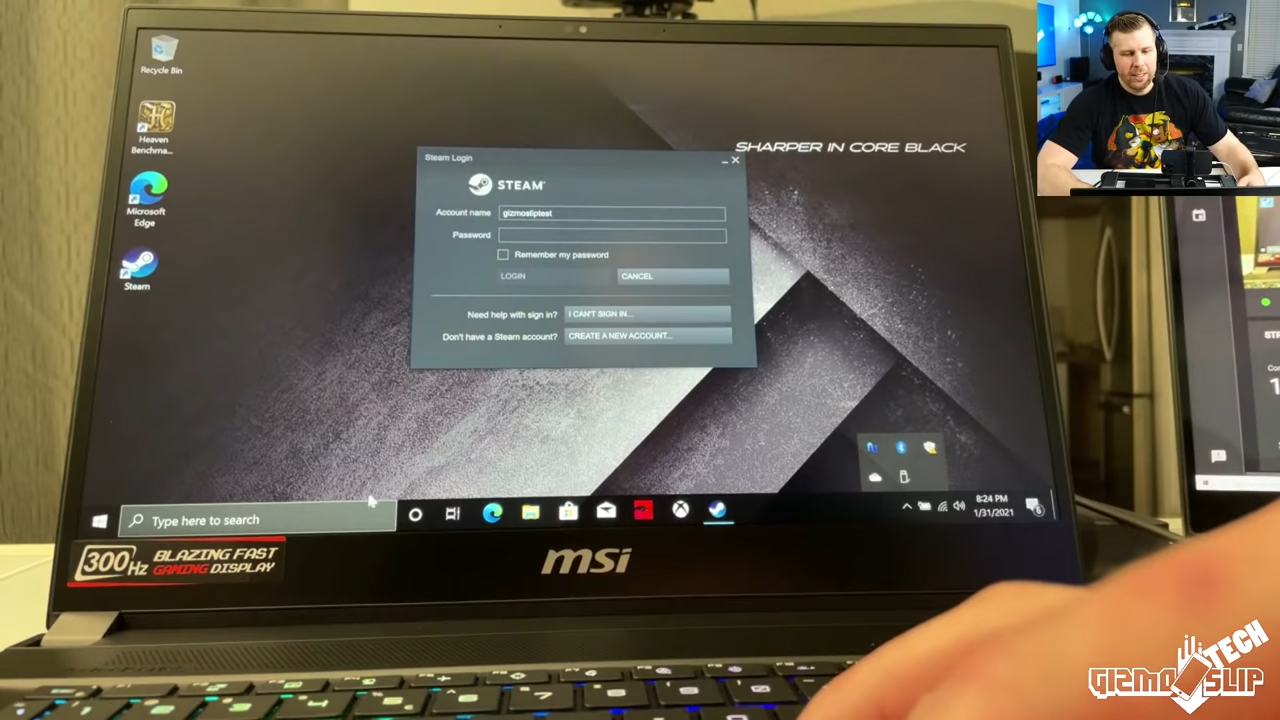 Recycle Bin
Heaven
Benchma...
Microsoft
Edge
Steam
SHARPER IN CORE BLACK
Steam Login
STEAM
Account name
gizmosliptest
Password
Remember my password
LOGIN
CANCEL
Need help with sign in?
I CAN'T SIGN IN...
Don't have a Steam account?
CREATE A NEW ACCOUNT...
Type here to search
8:24 PM
1/31/2021
6
300Hz
BLAZING FAST
GAMING DISPLAY
msi
GIZMO SLIP
TECH